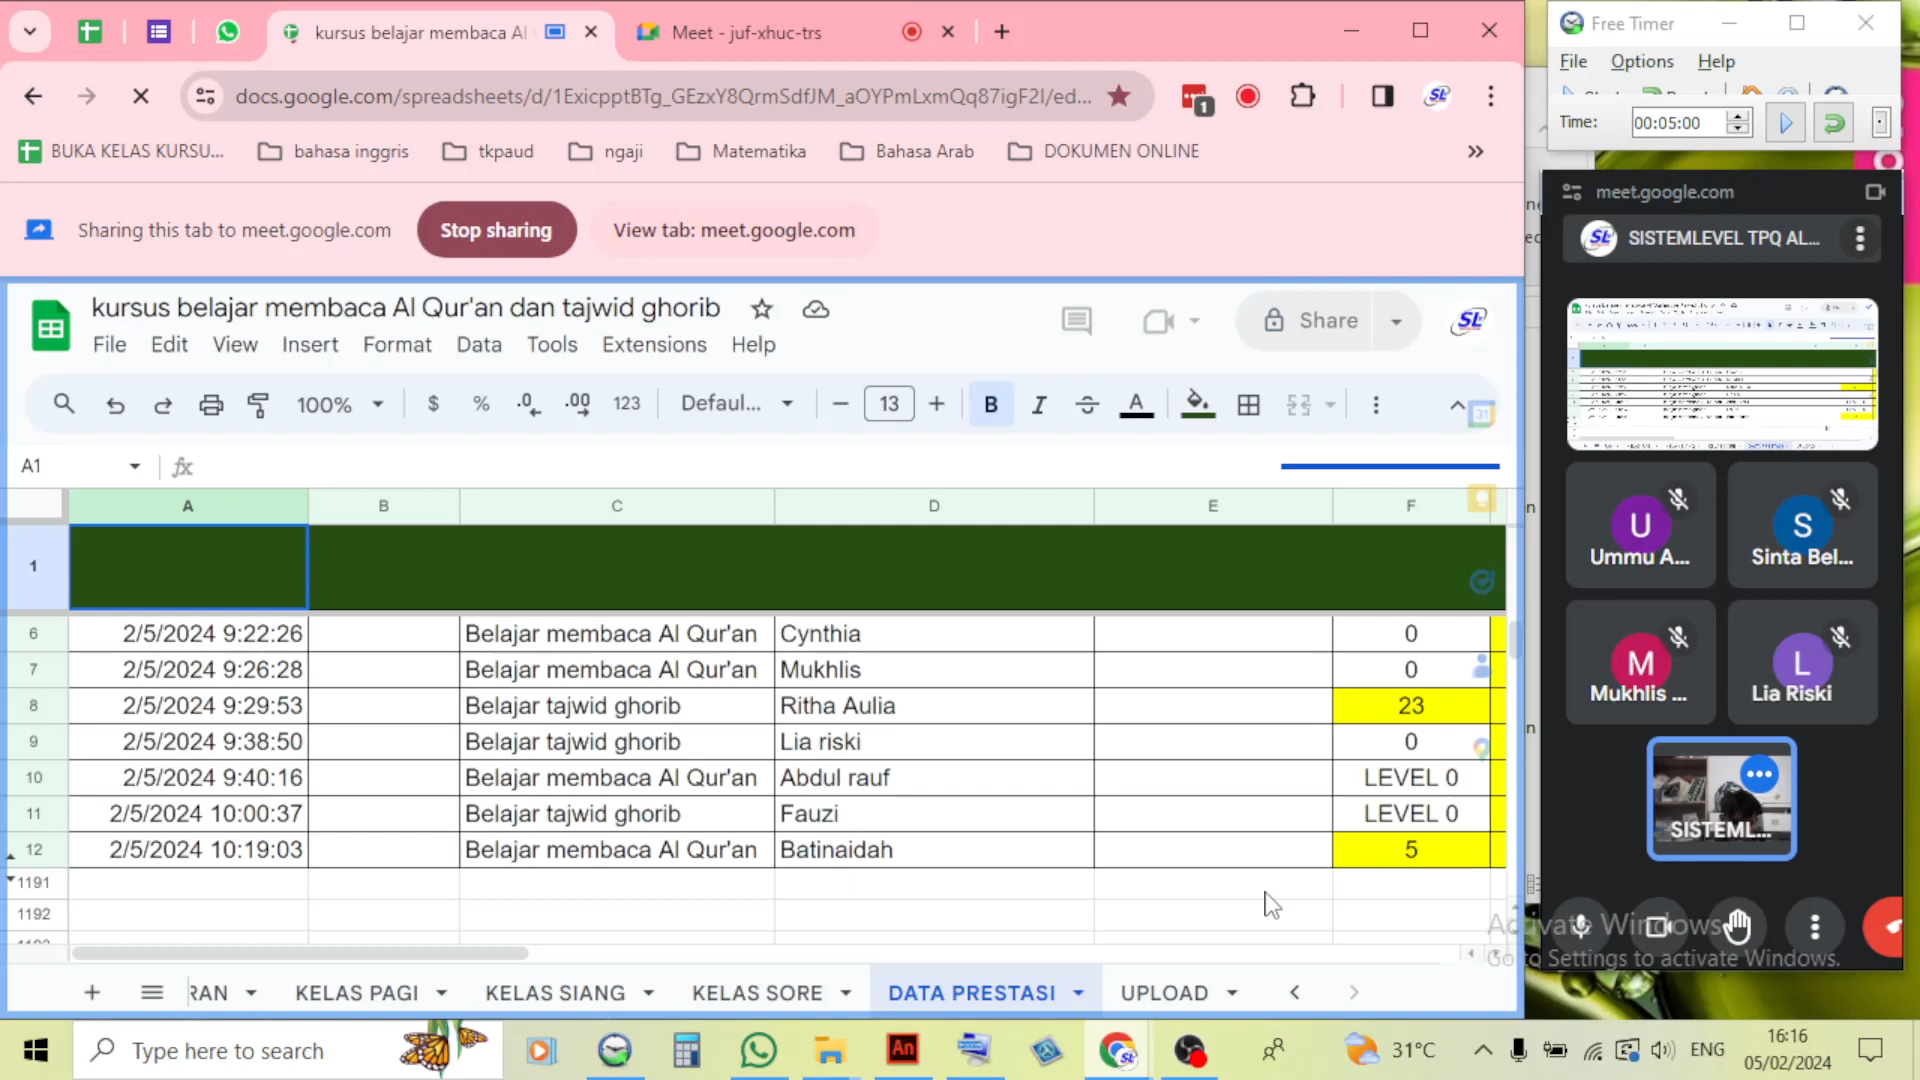 kursus belajar membaca Al
Meet - juf-xhuc-trs
docs.google.com/spreadsheets/d/1ExicpptBTg_GEzxY8QrmSdfJM_aOYPmLxmQq87igF2I/ed...
1
BUKA KELAS KURSU...
bahasa inggris
tkpaud
ngaji
Matematika
Bahasa Arab
DOKUMEN ONLINE
Sharing this tab to meet.google.com
Stop sharing
View tab: meet.google.com
kursus belajar membaca Al Qur'an dan tajwid ghorib
Share
SL
File Edit View Insert Format Data Tools Extensions Help
100%
$ % .0 .00 123
Defaul...
13
B I A
A1
fx
A B C D E F
1
6 2/5/2024 9:22:26 Belajar membaca Al Qur'an Cynthia 0
7 2/5/2024 9:26:28 Belajar membaca Al Qur'an Mukhlis 0
8 2/5/2024 9:29:53 Belajar tajwid ghorib Ritha Aulia 23
9 2/5/2024 9:38:50 Belajar tajwid ghorib Lia riski 0
10 2/5/2024 9:40:16 Belajar membaca Al Qur'an Abdul rauf LEVEL 0
11 2/5/2024 10:00:37 Belajar tajwid ghorib Fauzi LEVEL 0
12 2/5/2024 10:19:03 Belajar membaca Al Qur'an Batinaidah 5
1191
1192
RAN
KELAS PAGI
KELAS SIANG
KELAS SORE
DATA PRESTASI
UPLOAD
Free Timer
File Options Help
Time: 00:05:00
meet.google.com
SL SISTEMLEVEL TPQ AL...
U
Ummu A...
S
Sinta Bel...
M
Mukhlis ...
L
Lia Riski
SISTEML...
Activate Windows
Go to Settings to activate Windows.
Type here to search
An
31°C
ENG
16:16
05/02/2024